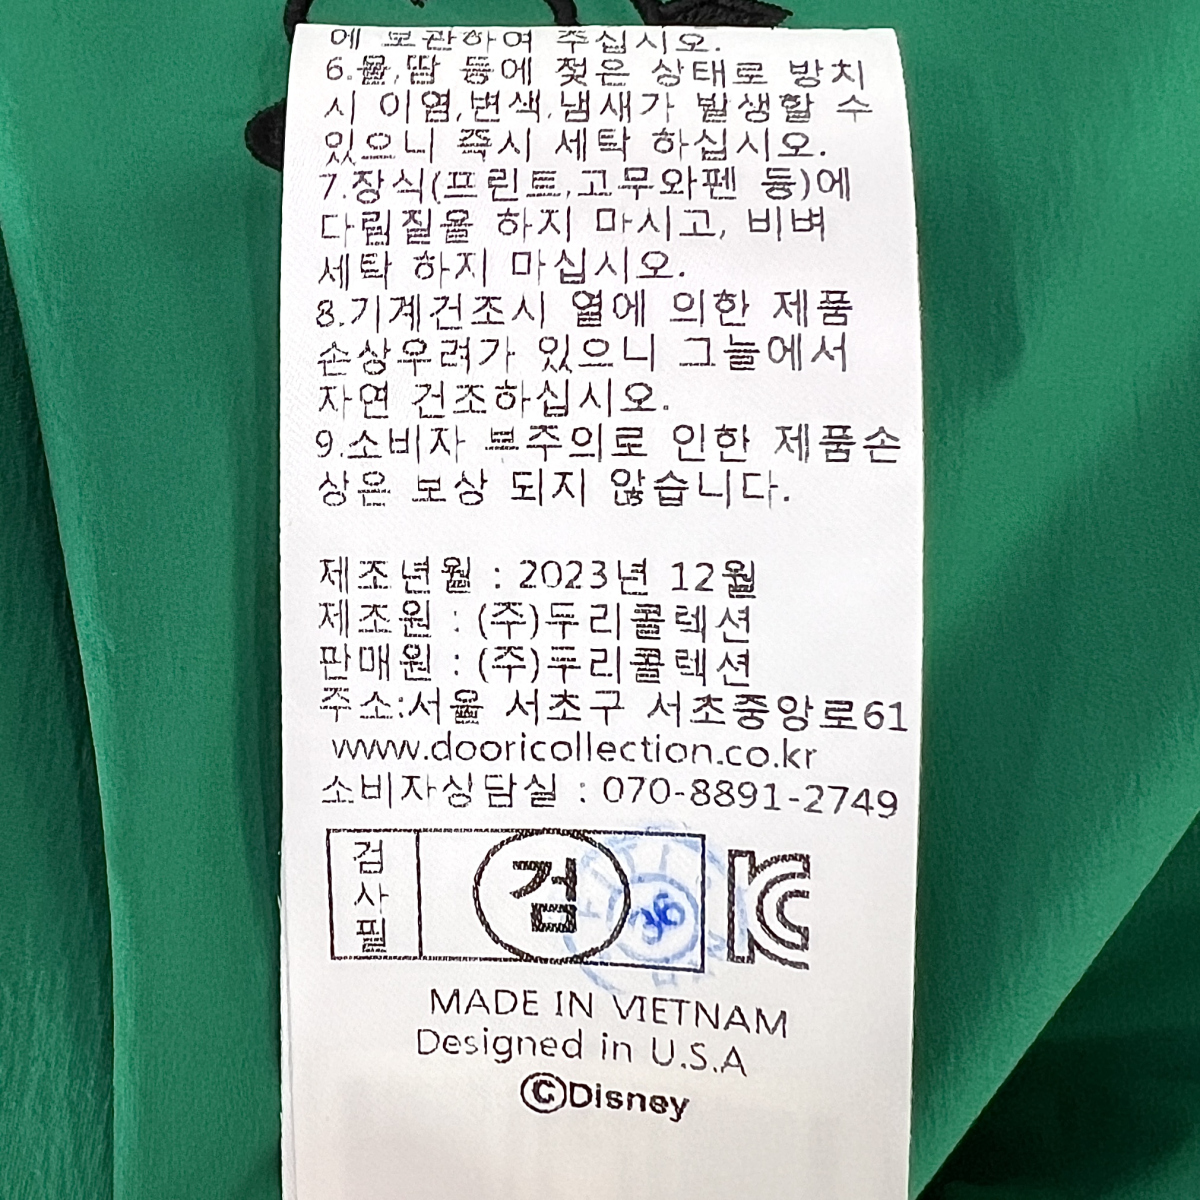 에 보관하여 주십시오.
6.물,땀 등에 젖은 상태로 방치
시 이염,변색,냄새가 발생할 수
있으니 즉시 세탁 하십시오.
7.장식(프린트,고무와펜 등)에
다림질을 하지 마시고, 비벼
세탁 하지 마십시오.
8.기계건조시 열에 의한 제품
손상우려가 있으니 그늘에서
자연 건조하십시오.
9.소비자 부주의로 인한 제품손
상은 보상 되지 않습니다.
제조년월 : 2023년 12월
제조원 : (주)두리콜렉션
판매원 : (주)두리콜렉션
주소:서울 서초구 서초중앙로61
www.dooricollection.co.kr
소비자상담실 : 070-8891-2749
검사필 검 36 KC
MADE IN VIETNAM
Designed in U.S.A
©Disney